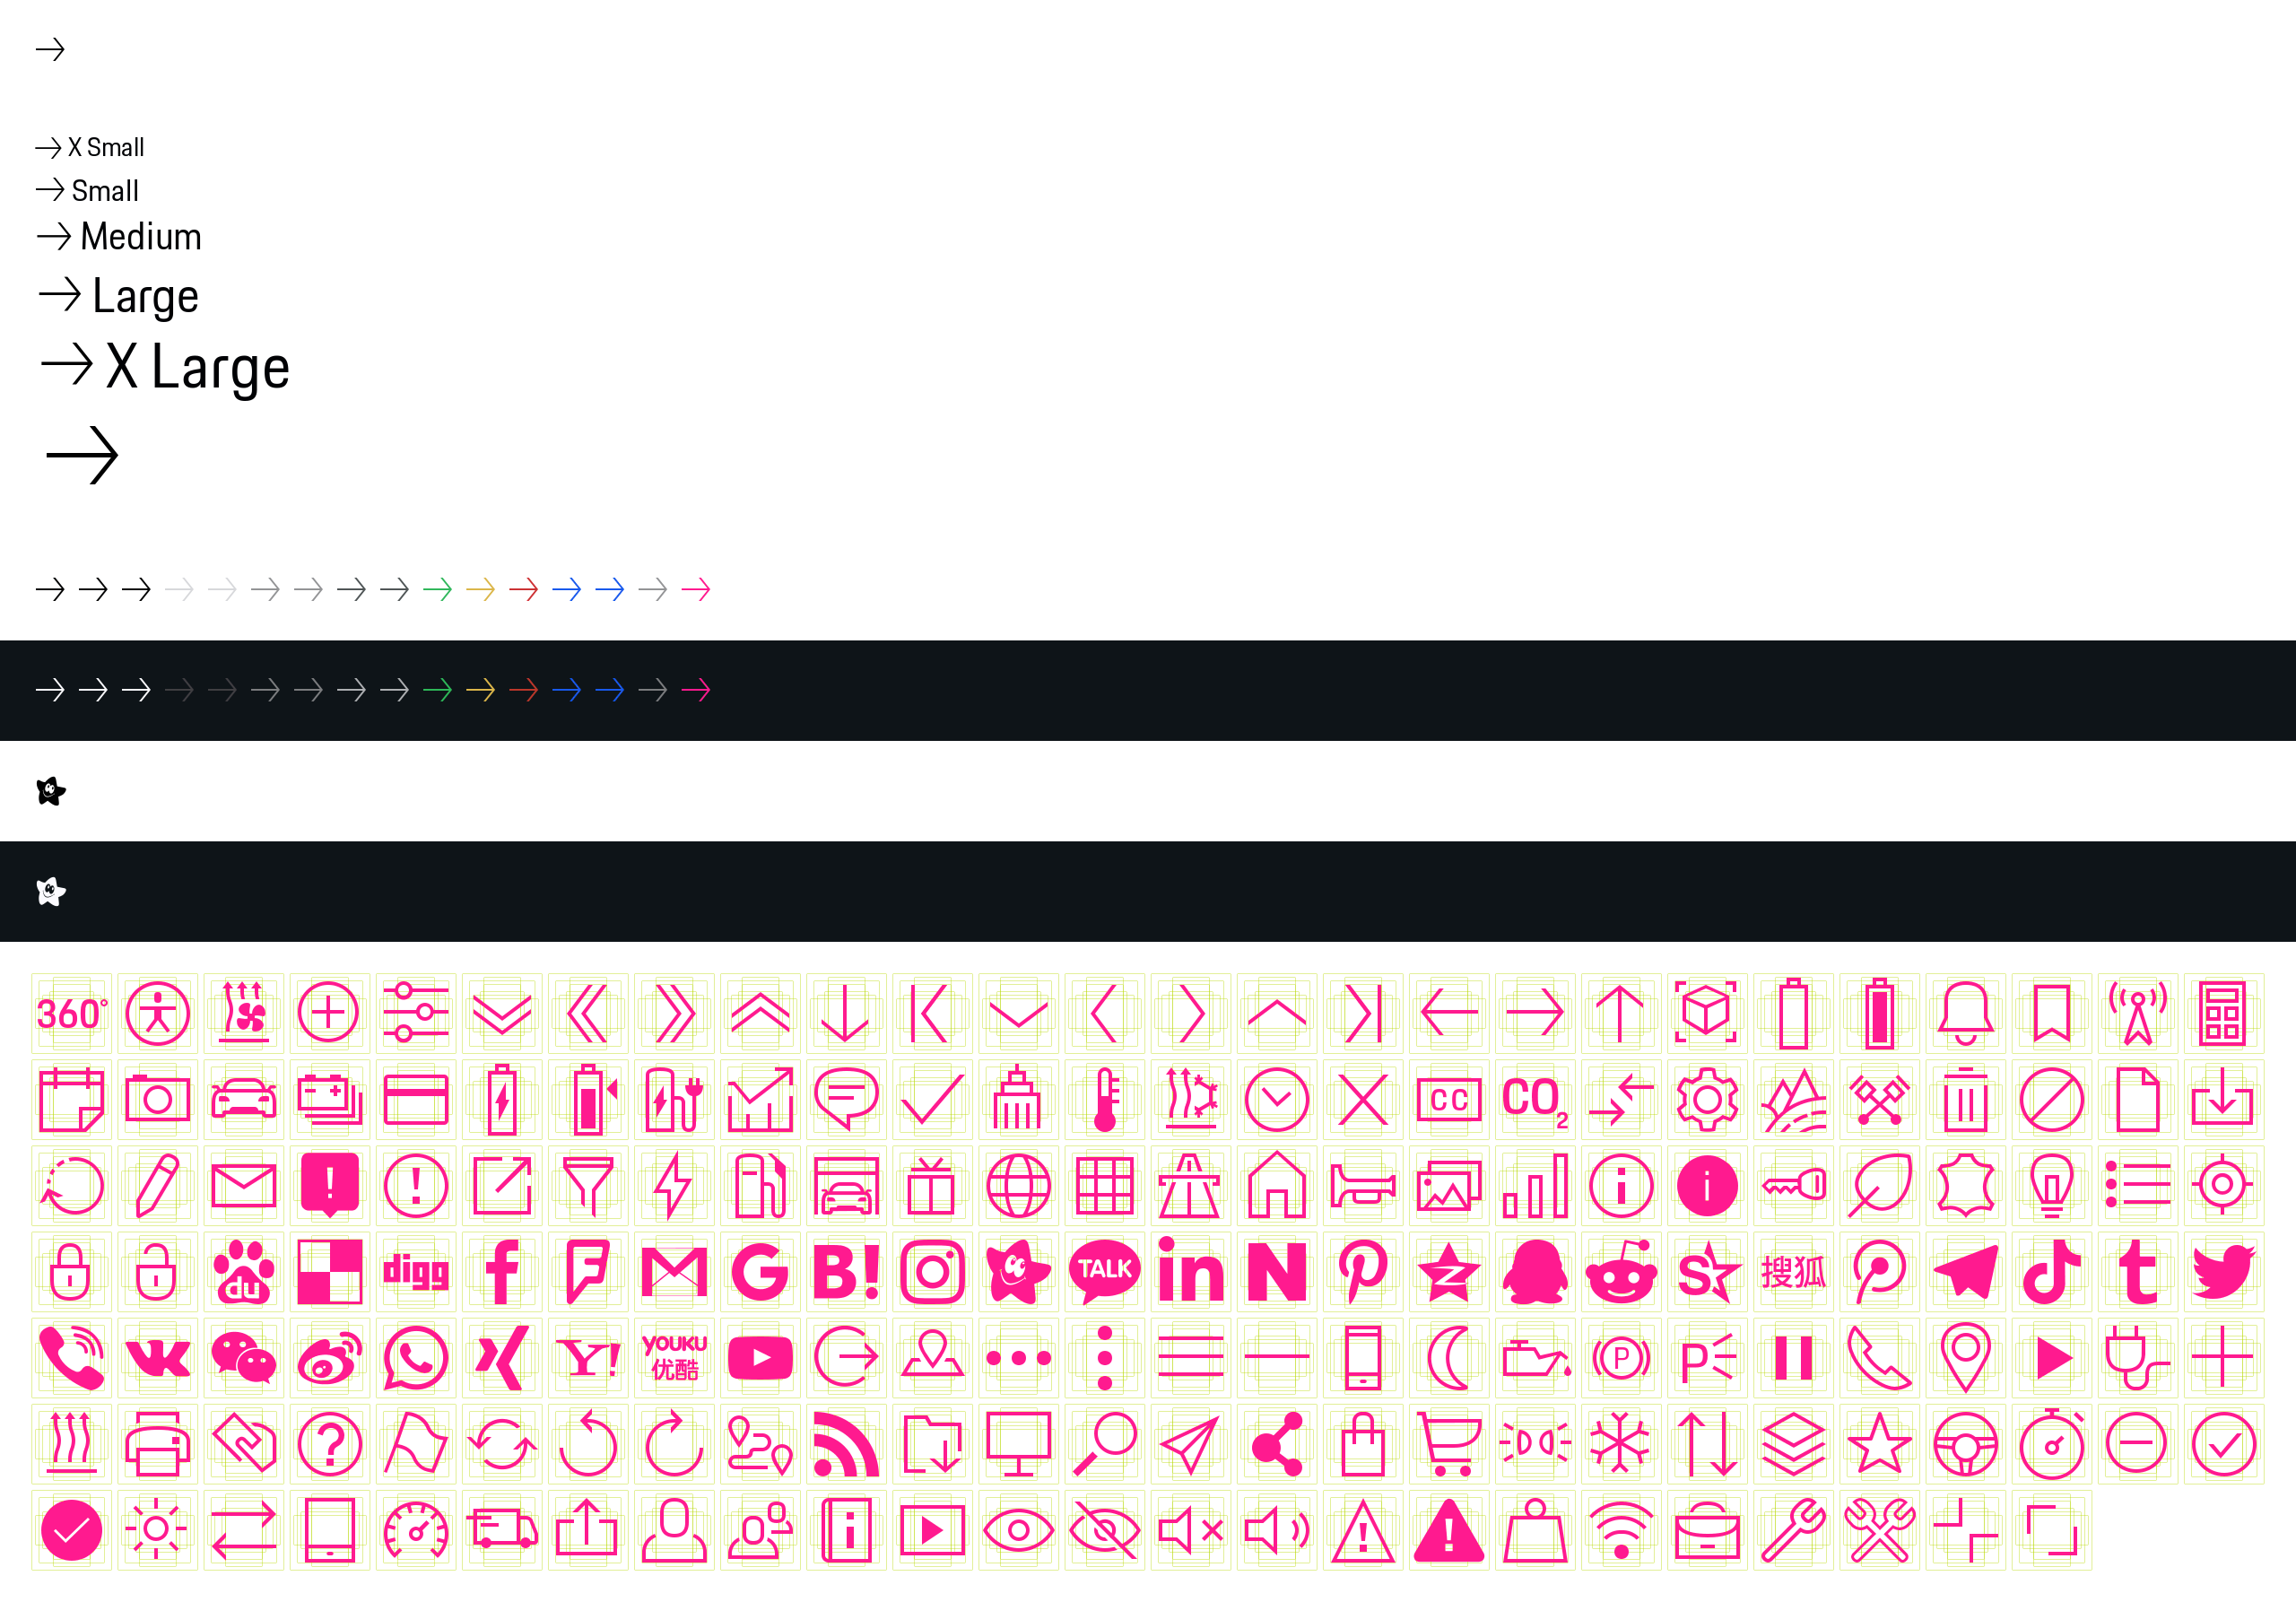 X Small
Small
Medium
Large
X Large
360°
CC
CO2
du
digg
f
F
G
B!
TALK
in
N
S
搜狐
t
Y!
YOUKU
优酷
P
P